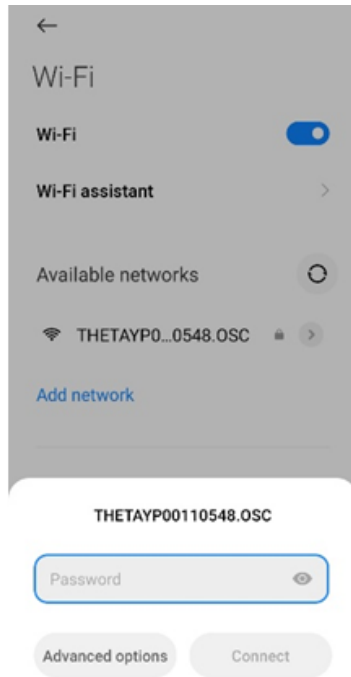 Wi-Fi
Wi-Fi
Wi-Fi assistant
Available networks
THETAYP0...0548.OSC
Add network
THETAYP00110548.OSC
Password
Advanced options Connect